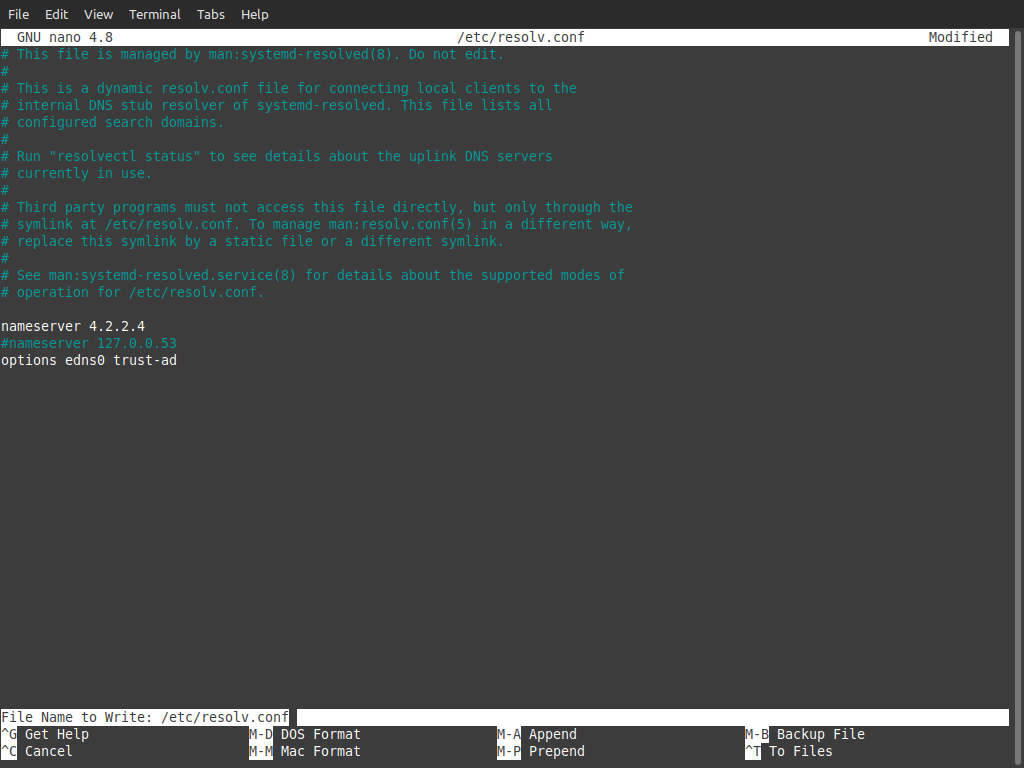 File Edit View Terminal Tabs Help
GNU nano 4.8 /etc/resolv.conf Modified
# This file is managed by man:systemd-resolved(8). Do not edit.
#
# This is a dynamic resolv.conf file for connecting local clients to the
# internal DNS stub resolver of systemd-resolved. This file lists all
# configured search domains.
#
# Run "resolvectl status" to see details about the uplink DNS servers
# currently in use.
#
# Third party programs must not access this file directly, but only through the
# symlink at /etc/resolv.conf. To manage man:resolv.conf(5) in a different way,
# replace this symlink by a static file or a different symlink.
#
# See man:systemd-resolved.service(8) for details about the supported modes of
# operation for /etc/resolv.conf.
nameserver 4.2.2.4
#nameserver 127.0.0.53
options edns0 trust-ad
File Name to Write: /etc/resolv.conf
^G Get Help M-D DOS Format M-A Append M-B Backup File
^C Cancel M-M Mac Format M-P Prepend ^T To Files